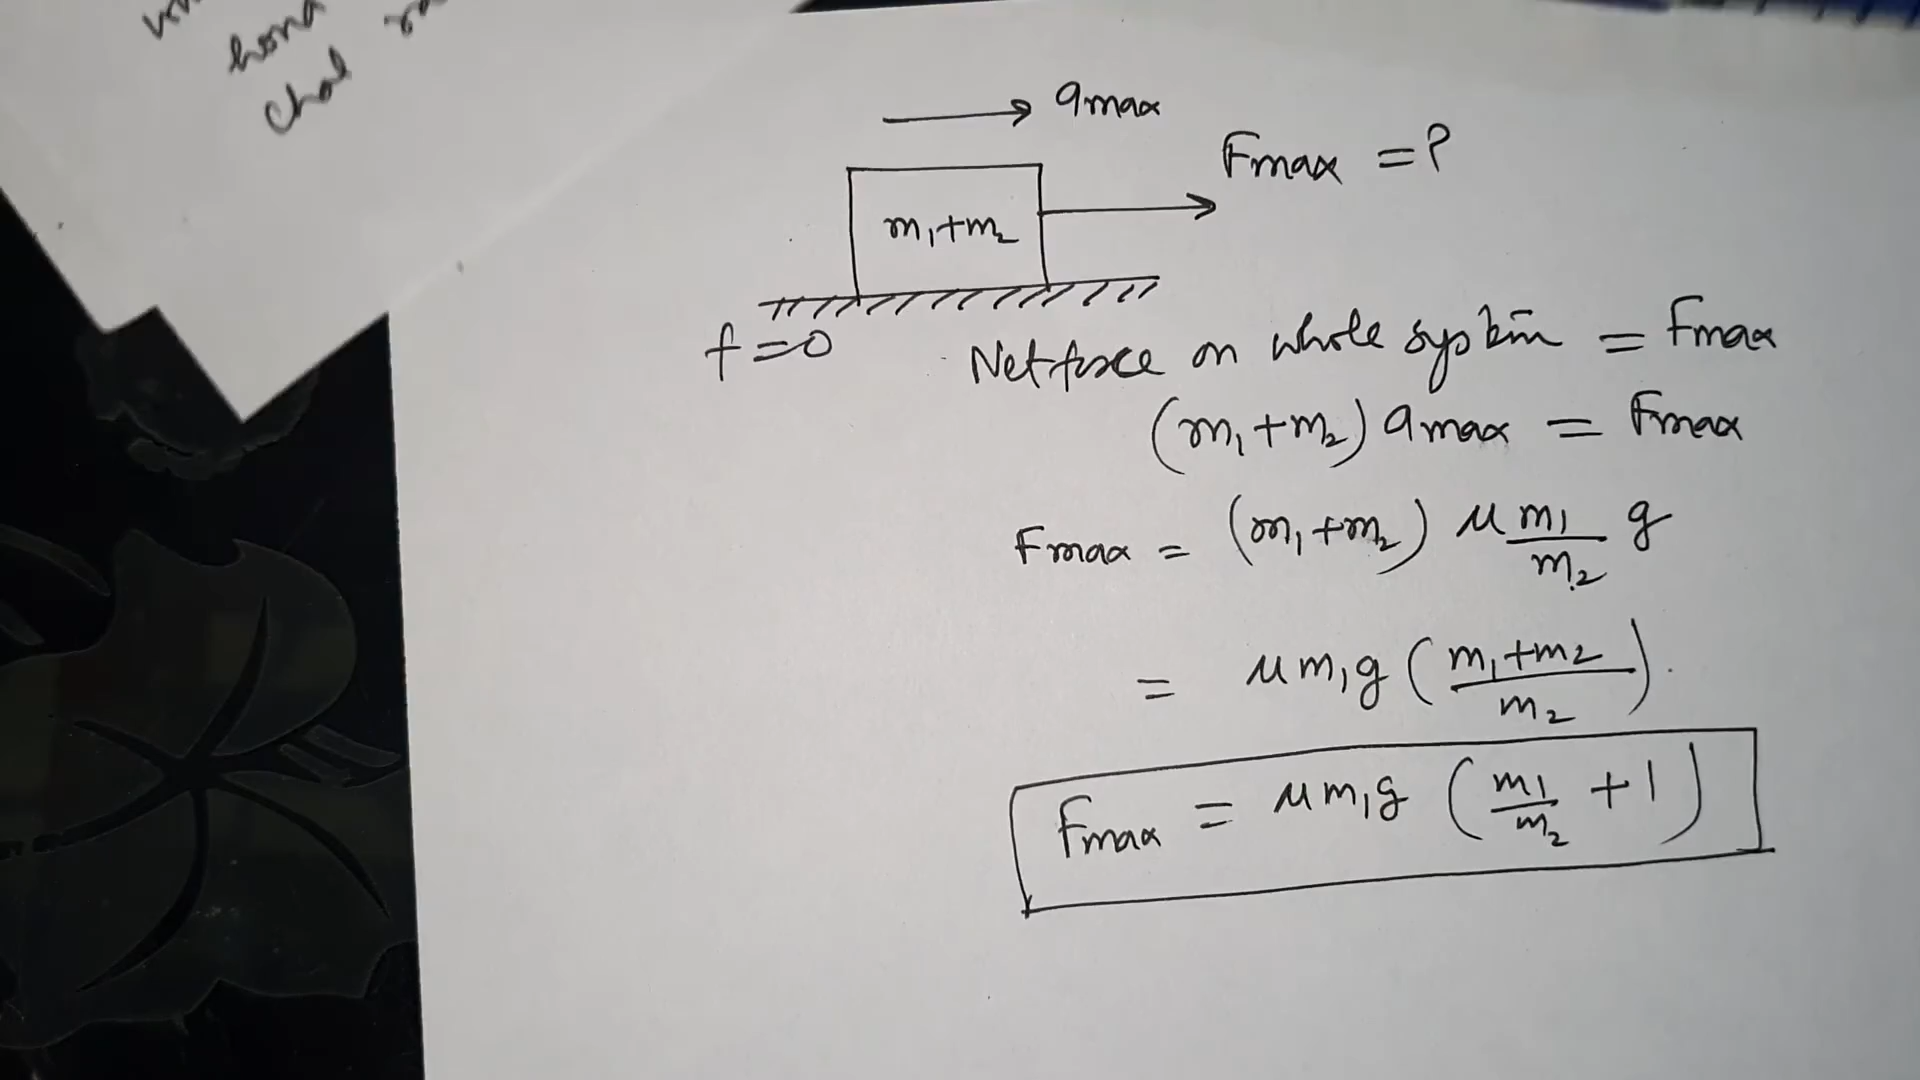 hona
Chal
amax
Fmax = ?
m₁+m₂
f=0
Net force on whole system = Fmax
(m₁+m₂) amax = Fmax
Fmax = (m₁+m₂) μ m₁/m₂ g
= μm₁g (m₁+m₂/m₂).
Fmax = μm₁g (m₁/m₂ + 1)